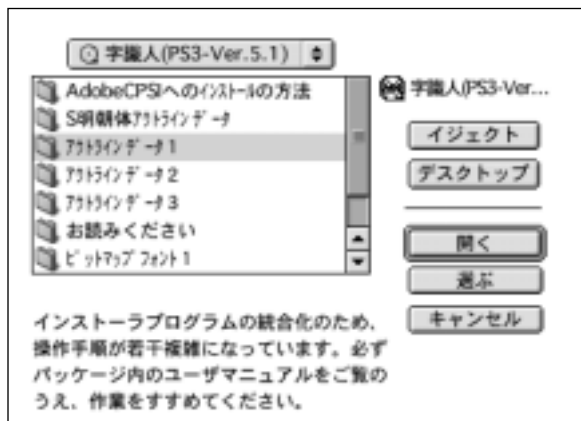 字識人(PS3-Ver.5.1)
AdobeCPSIへのｲﾝｽﾄｰﾙの方法
S明朝体ｱｳﾄﾗｲﾝﾃﾞｰﾀ
ｱｳﾄﾗｲﾝﾃﾞｰﾀ1
ｱｳﾄﾗｲﾝﾃﾞｰﾀ2
ｱｳﾄﾗｲﾝﾃﾞｰﾀ3
お読みください
ﾋﾞｯﾄﾏｯﾌﾟﾌｫﾝﾄ1
字識人(PS3-Ver...
イジェクト
デスクトップ
開く
選ぶ
キャンセル
インストーラプログラムの統合化のため、
操作手順が若干複雑になっています。必ず
パッケージ内のユーザマニュアルをご覧の
うえ、作業をすすめてください。